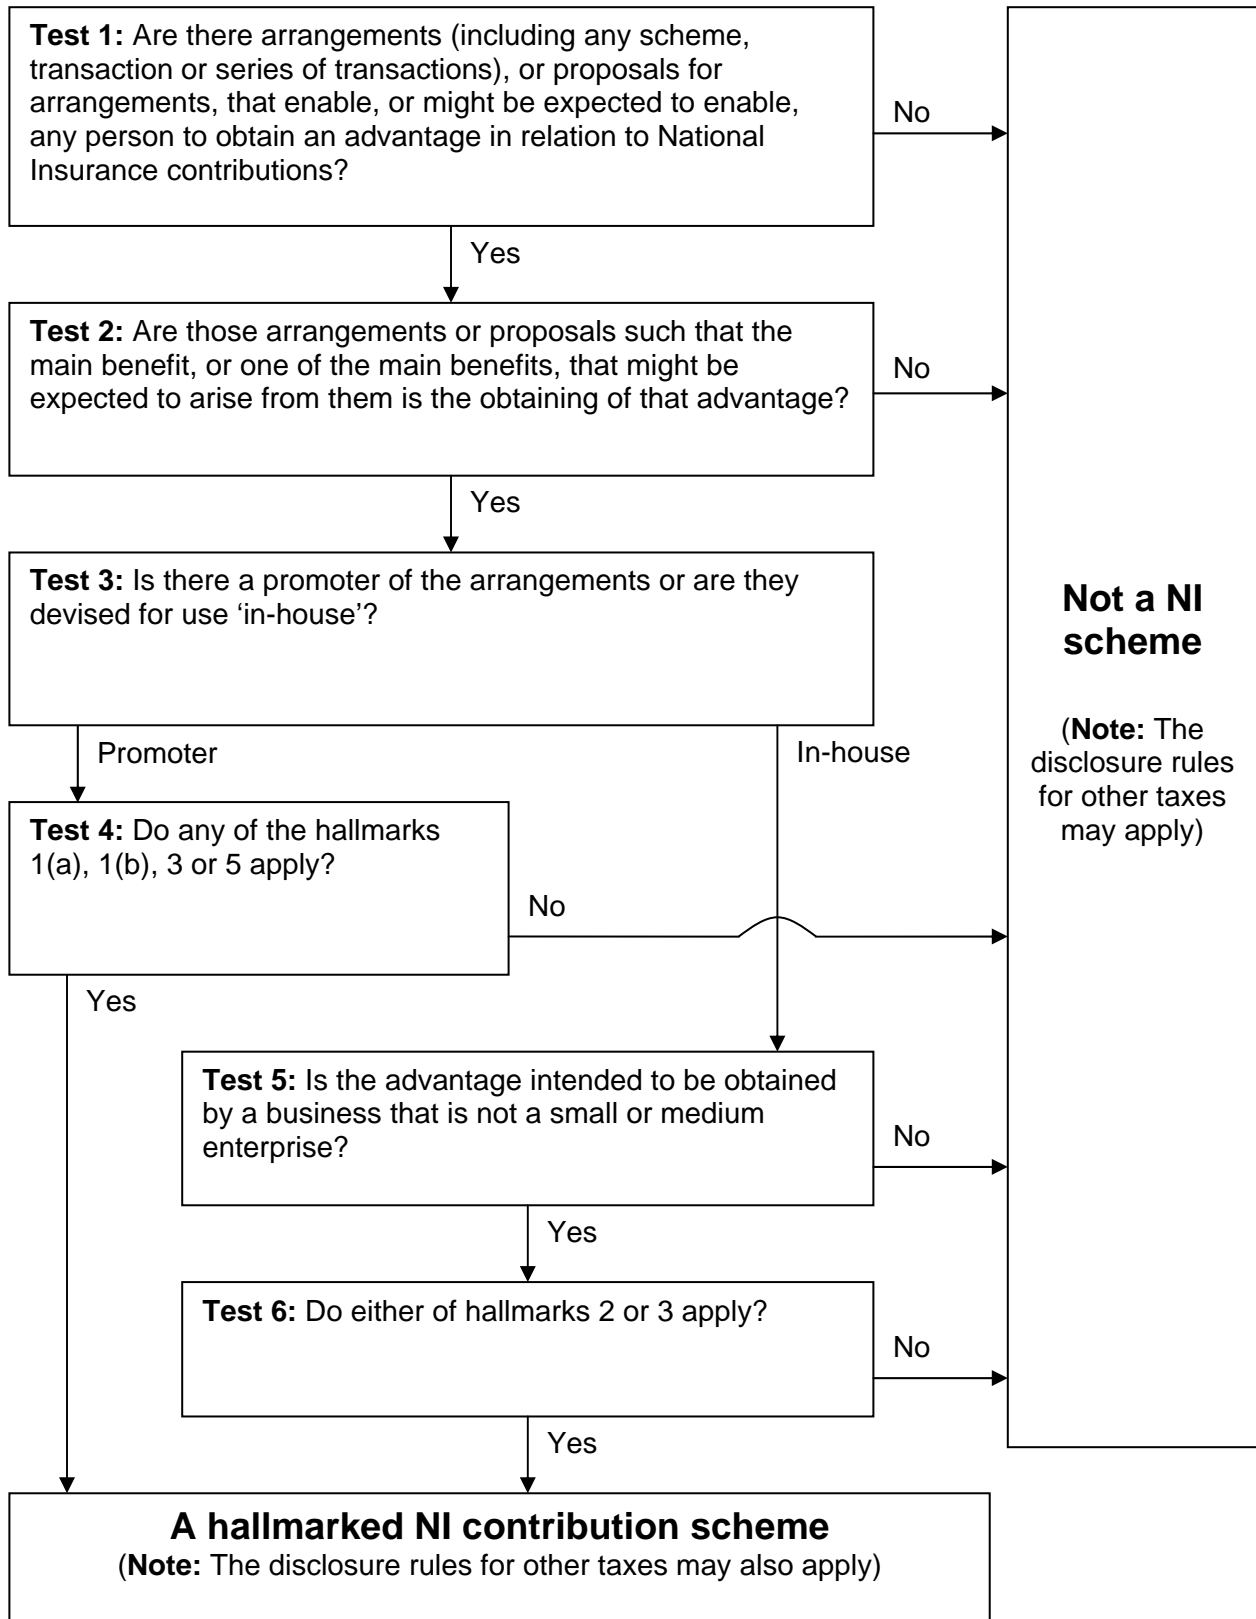 Test 1: Are there arrangements (including any scheme,
transaction or series of transactions), or proposals for
arrangements, that enable, or might be expected to enable,
any person to obtain an advantage in relation to National
Insurance contributions?
No
Yes
Test 2: Are those arrangements or proposals such that the
main benefit, or one of the main benefits, that might be
expected to arise from them is the obtaining of that advantage?
No
Yes
Test 3: Is there a promoter of the arrangements or are they
devised for use ‘in-house’?
Promoter
In-house
Not a NI
scheme
(Note: The
disclosure rules
for other taxes
may apply)
Test 4: Do any of the hallmarks
1(a), 1(b), 3 or 5 apply?
No
Yes
Test 5: Is the advantage intended to be obtained
by a business that is not a small or medium
enterprise?
No
Yes
Test 6: Do either of hallmarks 2 or 3 apply?
No
Yes
A hallmarked NI contribution scheme
(Note: The disclosure rules for other taxes may also apply)